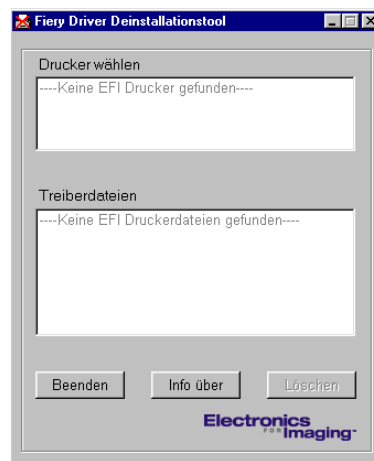 Fiery Driver Deinstallationstool
Drucker wählen
----Keine EFI Drucker gefunden----
Treiberdateien
----Keine EFI Druckerdateien gefunden----
Beenden Info über Löschen
Electronics
FOR Imaging